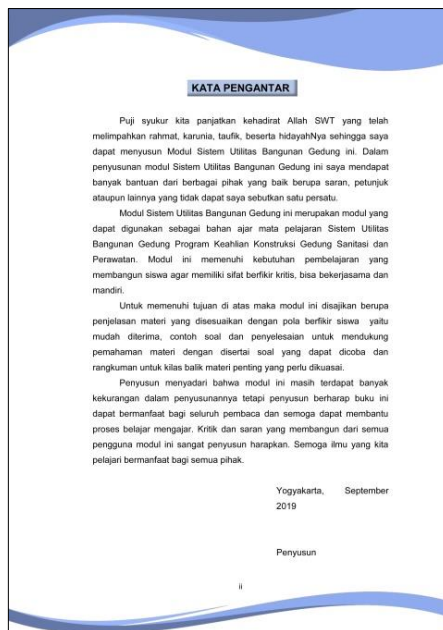 KATA PENGANTAR
Puji syukur kita panjatkan kehadirat Allah SWT yang telah
melimpahkan rahmat, karunia, taufik, beserta hidayahNya sehingga saya
dapat menyusun Modul Sistem Utilitas Bangunan Gedung ini. Dalam
penyusunan modul Sistem Utilitas Bangunan Gedung ini saya mendapat
banyak bantuan dari berbagai pihak yang baik berupa saran, petunjuk
ataupun lainnya yang tidak dapat saya sebutkan satu persatu.
Modul Sistem Utilitas Bangunan Gedung ini merupakan modul yang
dapat digunakan sebagai bahan ajar mata pelajaran Sistem Utilitas
Bangunan Gedung Program Keahlian Konstruksi Gedung Sanitasi dan
Perawatan. Modul ini memenuhi kebutuhan pembelajaran yang
membangun siswa agar memiliki sifat berfikir kritis, bisa bekerjasama dan
mandiri.
Untuk memenuhi tujuan di atas maka modul ini disajikan berupa
penjelasan materi yang disesuaikan dengan pola berfikir siswa yaitu
mudah diterima, contoh soal dan penyelesaian untuk mendukung
pemahaman materi dengan disertai soal yang dapat dicoba dan
rangkuman untuk kilas balik materi penting yang perlu dikuasai.
Penyusun menyadari bahwa modul ini masih terdapat banyak
kekurangan dalam penyusunannya tetapi penyusun berharap buku ini
dapat bermanfaat bagi seluruh pembaca dan semoga dapat membantu
proses belajar mengajar. Kritik dan saran yang membangun dari semua
pengguna modul ini sangat penyusun harapkan. Semoga ilmu yang kita
pelajari bermanfaat bagi semua pihak.
Yogyakarta, September
2019
Penyusun
ii